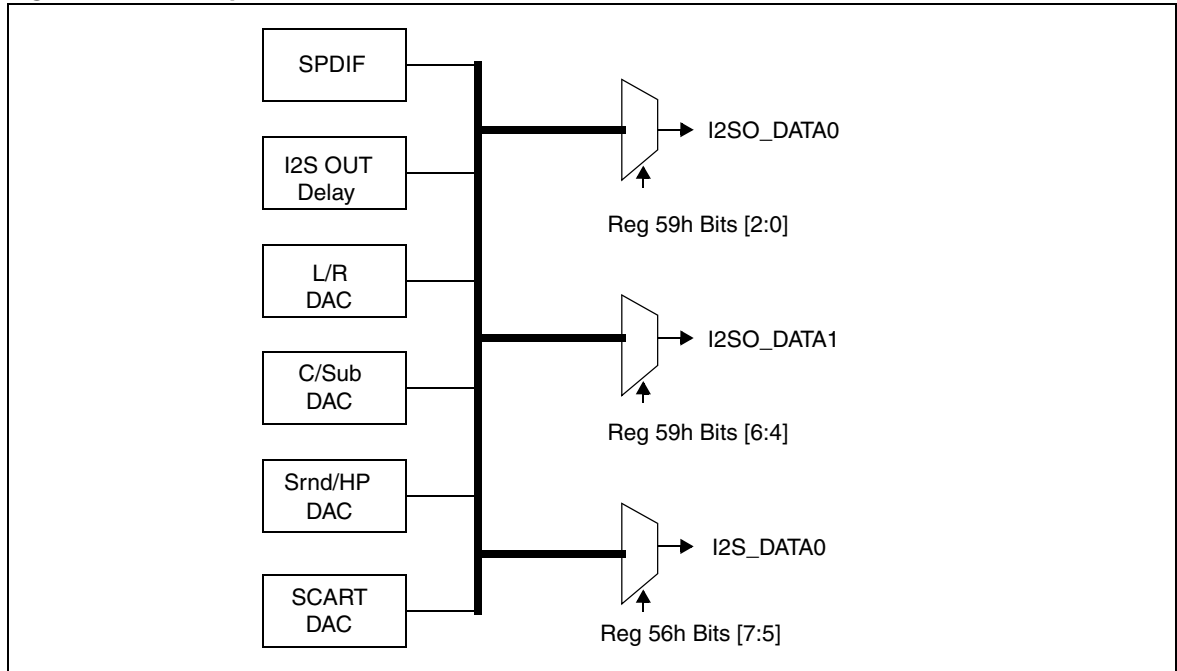 SPDIF
I2S OUT
Delay
L/R
DAC
C/Sub
DAC
Srnd/HP
DAC
SCART
DAC
I2SO_DATA0
Reg 59h Bits [2:0]
I2SO_DATA1
Reg 59h Bits [6:4]
I2S_DATA0
Reg 56h Bits [7:5]